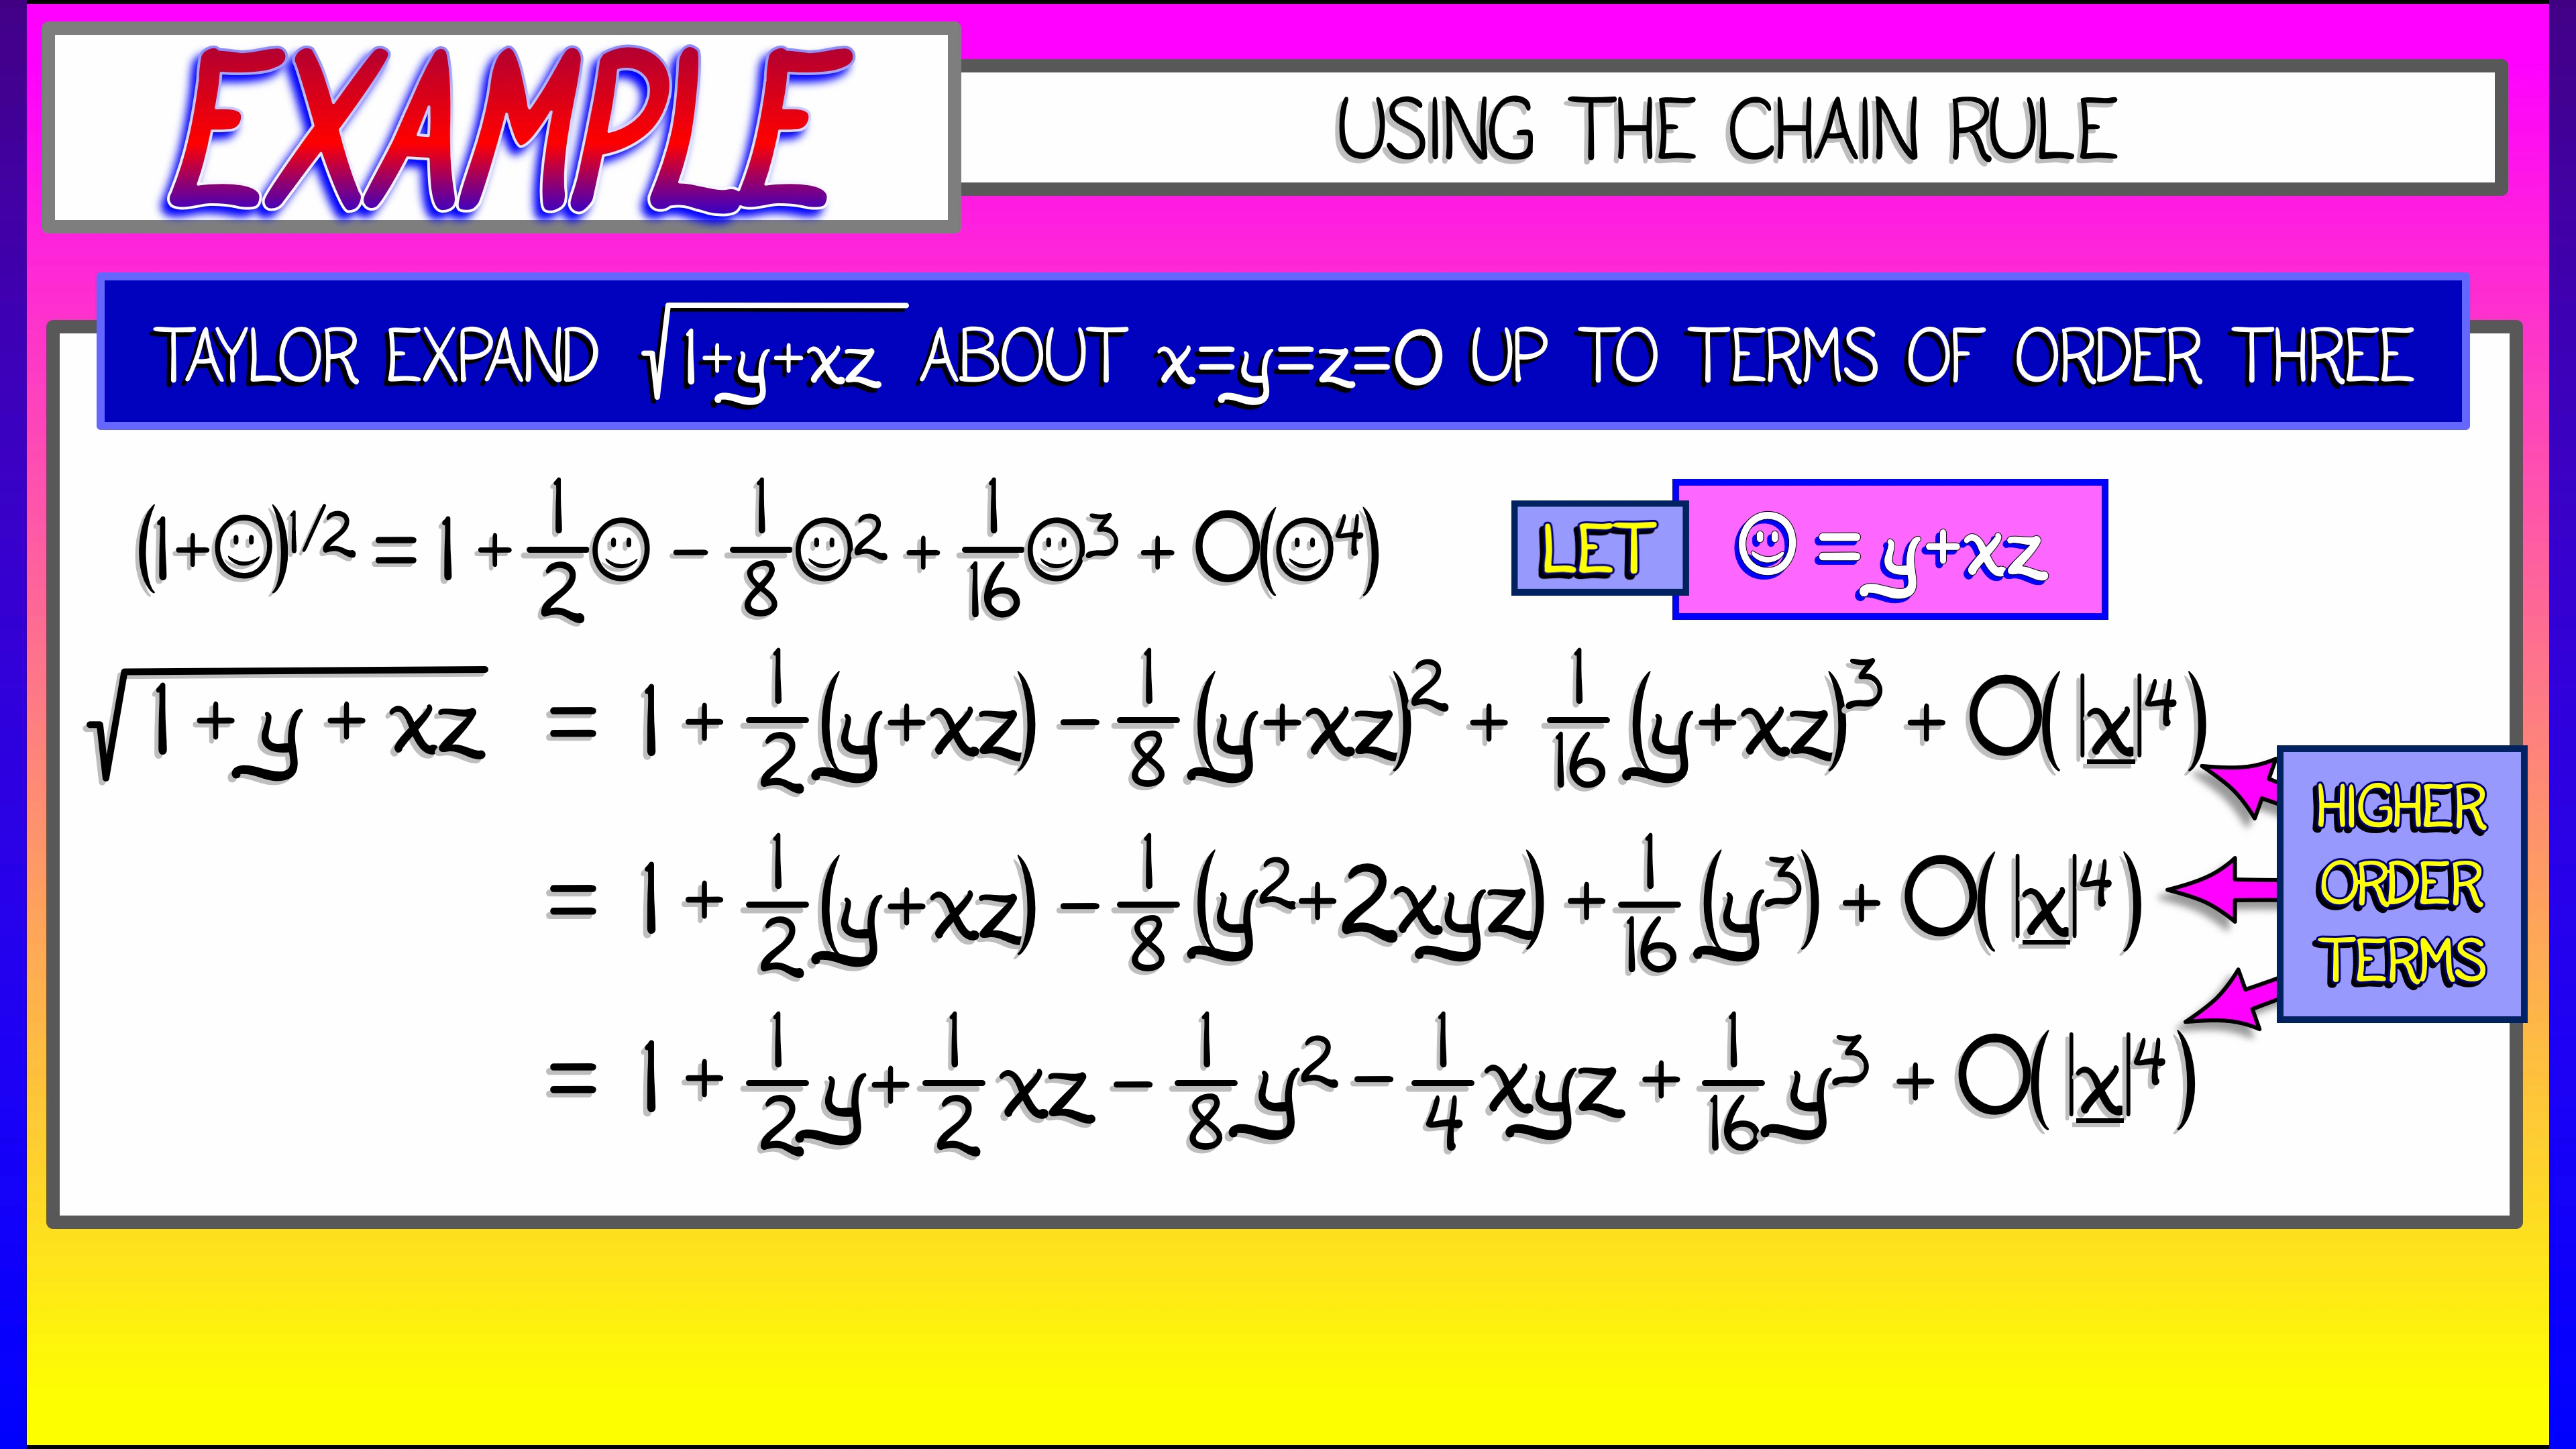 EXAMPLE
USING THE CHAIN RULE
TAYLOR EXPAND √(1+y+xz) ABOUT x=y=z=0 UP TO TERMS OF ORDER THREE
(1+☺)^1/2 = 1 + 1/2 ☺ − 1/8 ☺^2 + 1/16 ☺^3 + O(☺^4)
LET ☺ = y+xz
√(1 + y + xz) = 1 + 1/2 (y+xz) − 1/8 (y+xz)^2 + 1/16 (y+xz)^3 + O(|x|^4)
= 1 + 1/2 (y+xz) − 1/8 (y^2+2xyz) + 1/16 (y^3) + O(|x|^4)
= 1 + 1/2 y + 1/2 xz − 1/8 y^2 − 1/4 xyz + 1/16 y^3 + O(|x|^4)
HIGHER
ORDER
TERMS